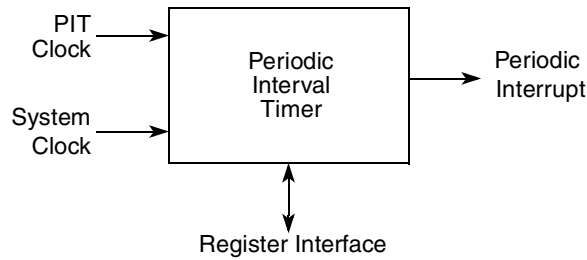 PIT
Clock
System
Clock
Periodic
Interval
Timer
Periodic
Interrupt
Register Interface